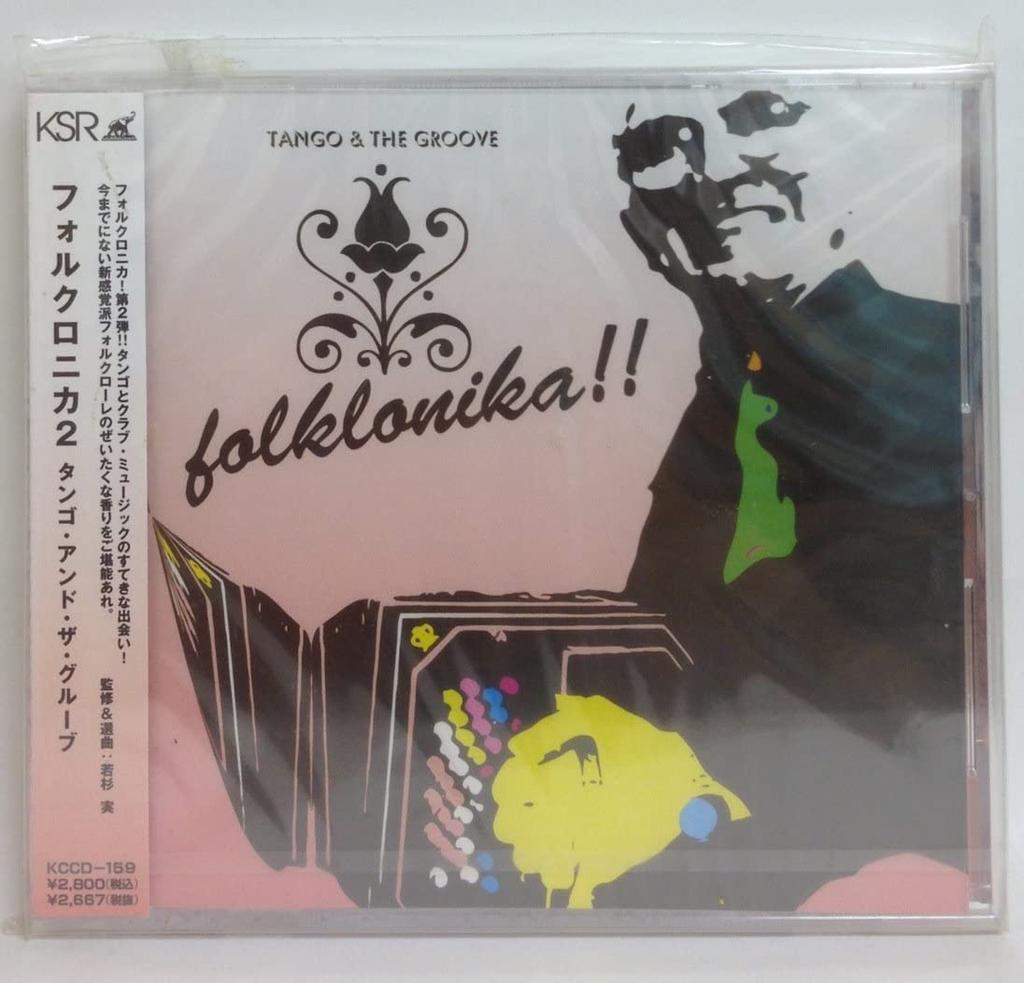 KSR
フォルクロニカ2 タンゴ・アンド・ザ・グルーブ
フォルクロニカ!第2弾!!タンゴとクラブ・ミュージックのすてきな出会い!
今までにない新感覚派フォルクローレのぜいたくな香りをご堪能あれ。
監修&選曲:若杉 実
KCCD-159
¥2,800(税込)
¥2,667(税抜)
TANGO & THE GROOVE
folklonika!!